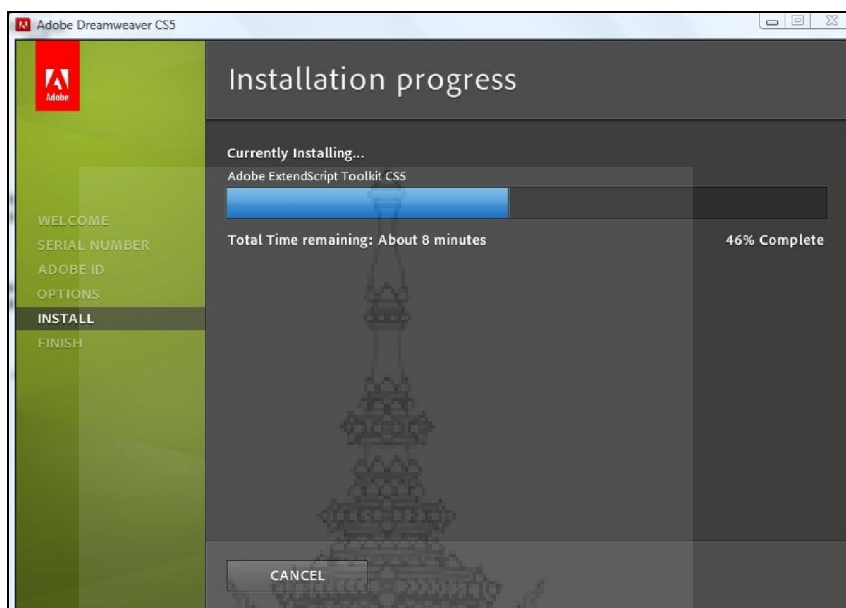 Adobe Dreamweaver CS5
Adobe
Installation progress
Currently Installing...
Adobe ExtendScript Toolkit CS5
Total Time remaining: About 8 minutes
46% Complete
WELCOME
SERIAL NUMBER
ADOBE ID
OPTIONS
INSTALL
FINISH
CANCEL